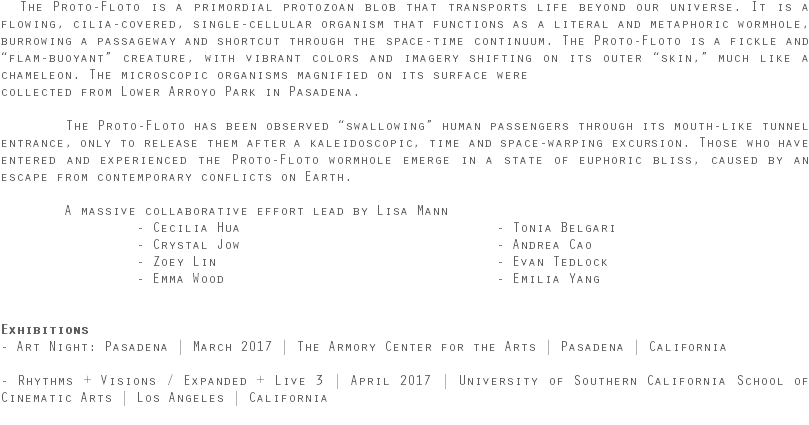 The Proto-Floto is a primordial protozoan blob that transports life beyond our universe. It is a
flowing, cilia-covered, single-cellular organism that functions as a literal and metaphoric wormhole,
burrowing a passageway and shortcut through the space-time continuum. The Proto-Floto is a fickle and
“flam-buoyant” creature, with vibrant colors and imagery shifting on its outer “skin,” much like a
chameleon. The microscopic organisms magnified on its surface were
collected from Lower Arroyo Park in Pasadena.
The Proto-Floto has been observed “swallowing” human passengers through its mouth-like tunnel
entrance, only to release them after a kaleidoscopic, time and space-warping excursion. Those who have
entered and experienced the Proto-Floto wormhole emerge in a state of euphoric bliss, caused by an
escape from contemporary conflicts on Earth.
A massive collaborative effort lead by Lisa Mann
- Cecilia Hua - Tonia Belgari
- Crystal Jow - Andrea Cao
- Zoey Lin - Evan Tedlock
- Emma Wood - Emilia Yang
Exhibitions
- Art Night: Pasadena | March 2017 | The Armory Center for the Arts | Pasadena | California
- Rhythms + Visions / Expanded + Live 3 | April 2017 | University of Southern California School of
Cinematic Arts | Los Angeles | California